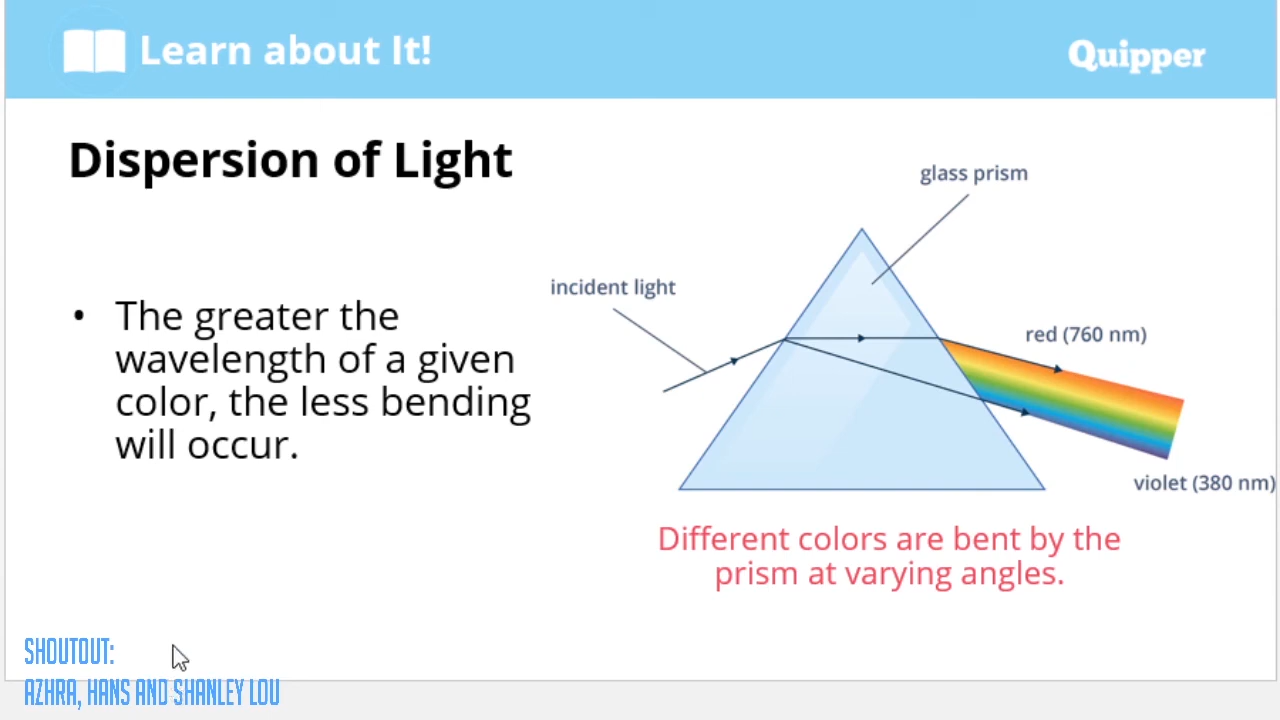 Learn about It!
Quipper
Dispersion of Light
• The greater the
wavelength of a given
color, the less bending
will occur.
glass prism
incident light
red (760 nm)
violet (380 nm)
Different colors are bent by the
prism at varying angles.
SHOUTOUT:
AZHRA, HANS AND SHANLEY LOU